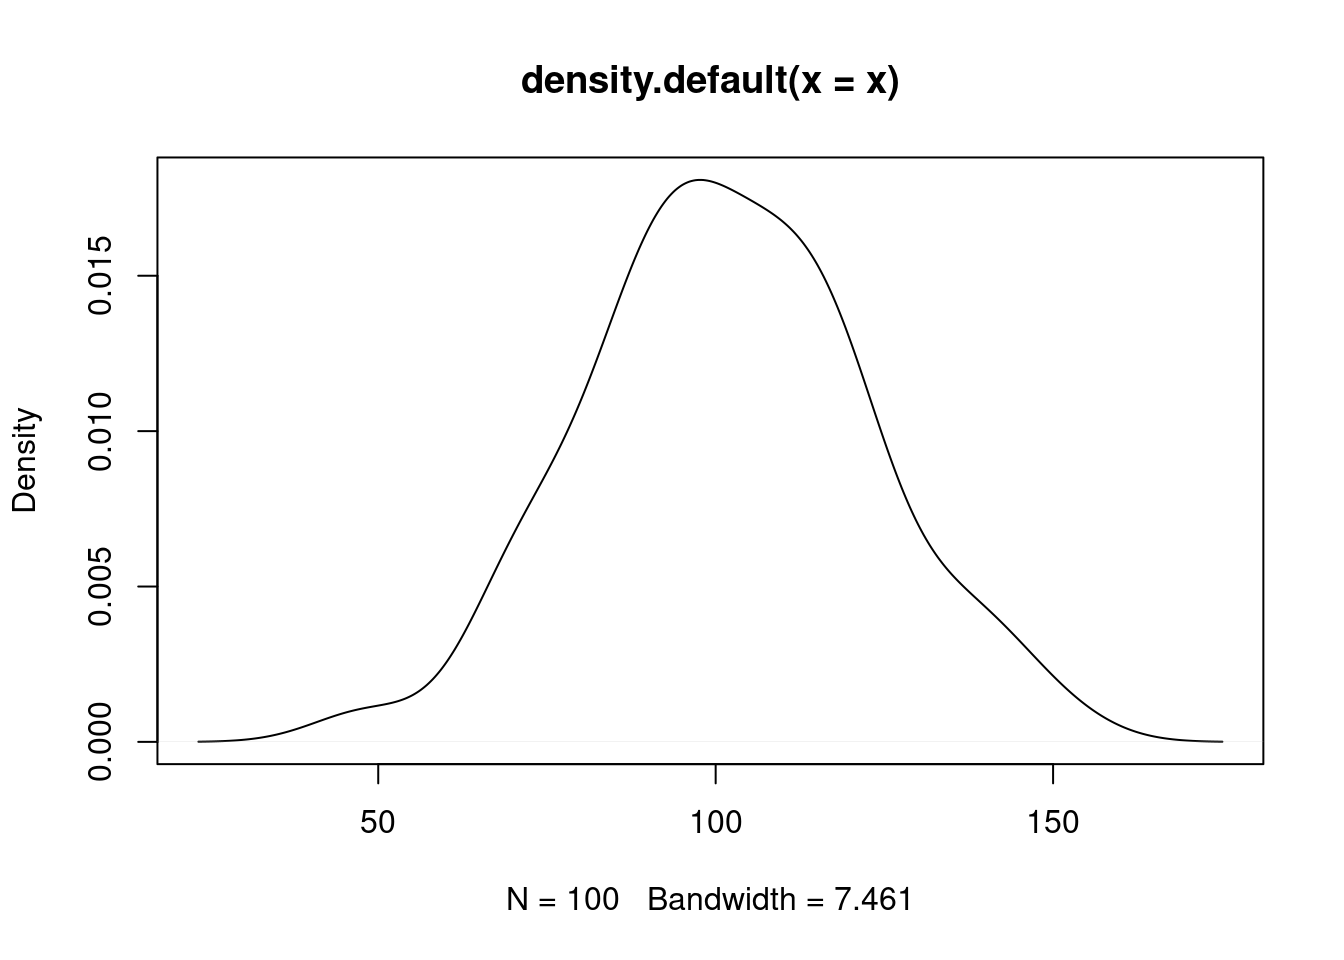 density.default(x = x)
Density
0.015
0.010
0.005
0.000
50 100 150
N = 100 Bandwidth = 7.461